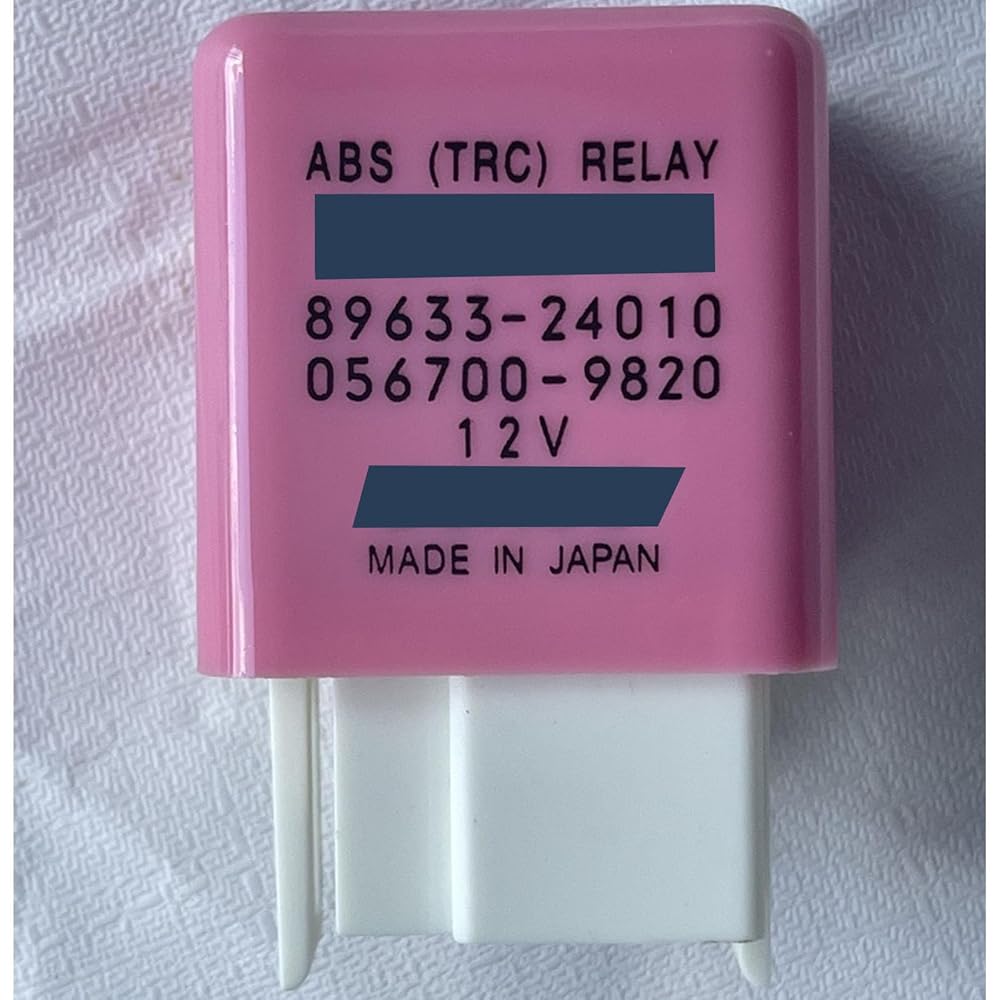 ABS (TRC) RELAY
89633-24010
056700-9820
12V
MADE IN JAPAN